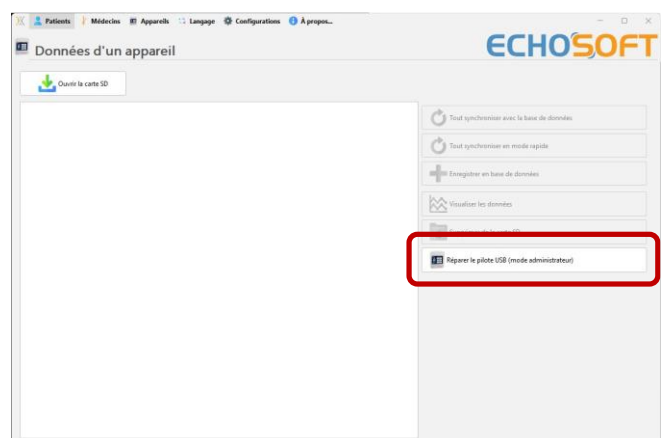 Patients Médecins Appareils Langage Configurations À propos...
Données d'un appareil
ECHOSOFT
Ouvrir la carte SD
Tout synchroniser avec la base de données
Tout synchroniser en mode rapide
Enregistrer en base de données
Visualiser les données
Réparer le pilote USB (mode administrateur)